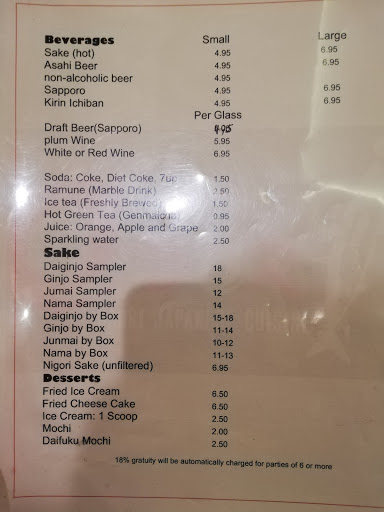 Beverages Small Large
Sake (hot) 4.95 6.95
Asahi Beer 4.95 6.95
non-alcoholic beer 4.95
Sapporo 4.95 6.95
Kirin Ichiban 4.95 6.95
Per Glass
Draft Beer(Sapporo)
plum Wine 5.95
White or Red Wine 6.95
Soda: Coke, Diet Coke, 7up 1.50
Ramune (Marble Drink) 2.50
Ice tea (Freshly Brewed) 1.50
Hot Green Tea (Genmaicha) 0.95
Juice: Orange, Apple and Grape 2.00
Sparkling water 2.50
Sake
Daiginjo Sampler 18
Ginjo Sampler 15
Jumai Sampler 12
Nama Sampler 14
Daiginjo by Box 15-18
Ginjo by Box 11-14
Junmai by Box 10-12
Nama by Box 11-13
Nigori Sake (unfiltered) 6.95
Desserts
Fried Ice Cream 6.50
Fried Cheese Cake 6.50
Ice Cream: 1 Scoop 2.50
Mochi 2.00
Daifuku Mochi 2.50
18% gratuity will be automatically charged for parties of 6 or more